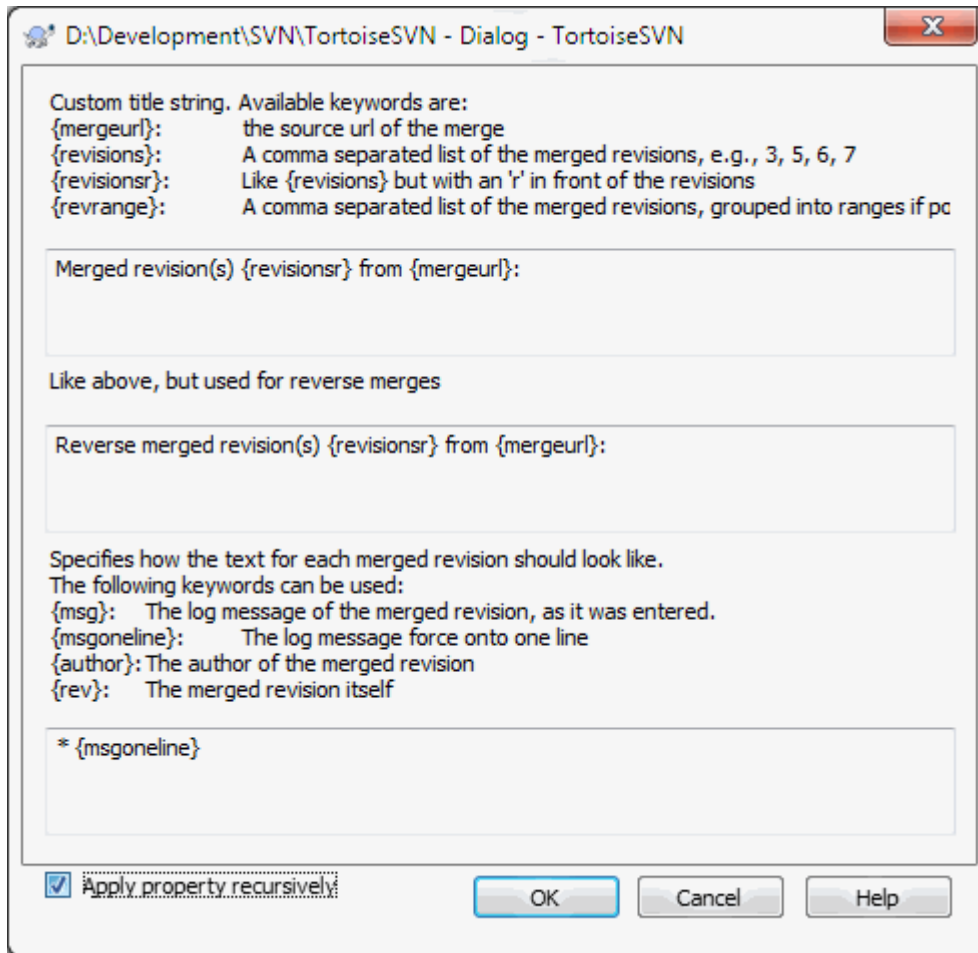 D:\Development\SVN\TortoiseSVN - Dialog - TortoiseSVN
Custom title string. Available keywords are:
{mergeurl}: the source url of the merge
{revisions}: A comma separated list of the merged revisions, e.g., 3, 5, 6, 7
{revisionsr}: Like {revisions} but with an 'r' in front of the revisions
{revrange}: A comma separated list of the merged revisions, grouped into ranges if po
Merged revision(s) {revisionsr} from {mergeurl}:
Like above, but used for reverse merges
Reverse merged revision(s) {revisionsr} from {mergeurl}:
Specifies how the text for each merged revision should look like.
The following keywords can be used:
{msg}: The log message of the merged revision, as it was entered.
{msgoneline}: The log message force onto one line
{author}: The author of the merged revision
{rev}: The merged revision itself
* {msgoneline}
Apply property recursively
OK Cancel Help